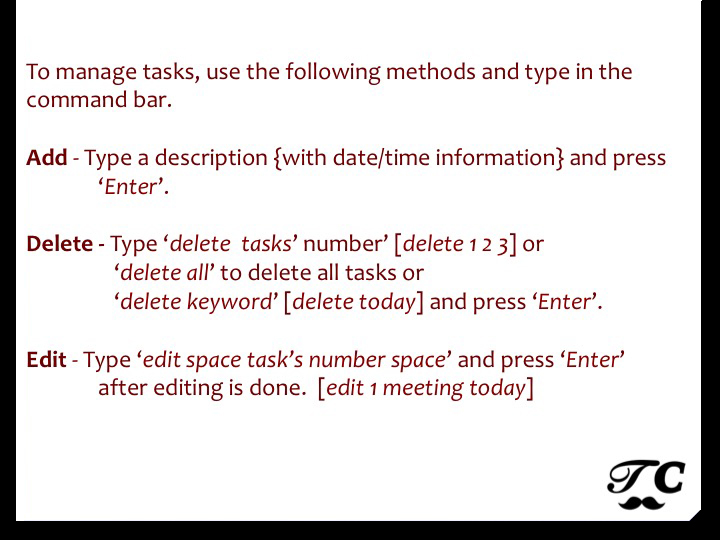 To manage tasks, use the following methods and type in the
command bar.
Add - Type a description {with date/time information} and press
‘Enter’.
Delete - Type ‘delete  tasks’ number’ [delete 1 2 3] or
‘delete all’ to delete all tasks or
‘delete keyword’ [delete today] and press ‘Enter’.
Edit - Type ‘edit space task’s number space’ and press ‘Enter’
after editing is done.  [edit 1 meeting today]
TC